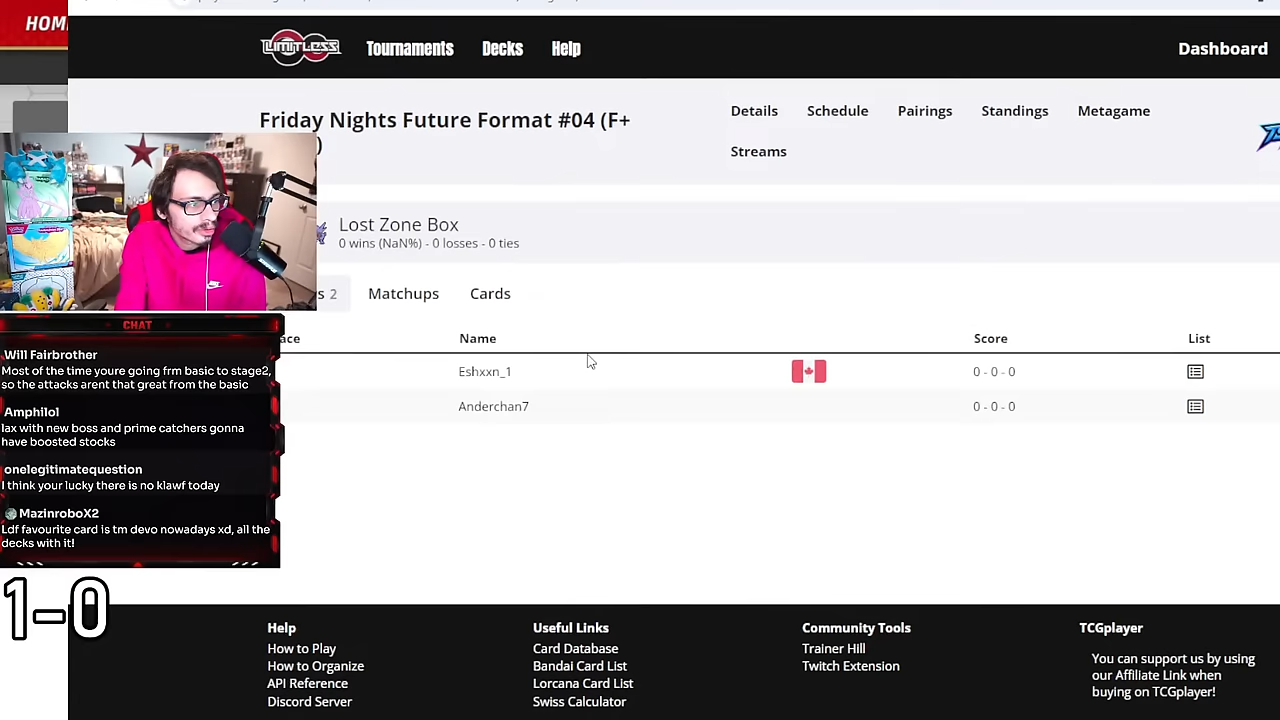 HOM
LIMITLESS
Tournaments
Decks
Help
Dashboard
Friday Nights Future Format #04 (F+
)
Details
Schedule
Pairings
Standings
Metagame
Streams
Lost Zone Box
0 wins (NaN%) - 0 losses - 0 ties
s 2
Matchups
Cards
ace
Name
Score
List
Eshxxn_1
0 - 0 - 0
Anderchan7
0 - 0 - 0
CHAT
Will Fairbrother
Most of the time youre going frm basic to stage2,
so the attacks arent that great from the basic
Amphilol
lax with new boss and prime catchers gonna
have boosted stocks
onelegitimatequestion
I think your lucky there is no klawf today
MazinroboX2
Ldf favourite card is tm devo nowadays xd, all the
decks with it!
1-0
Help
How to Play
How to Organize
API Reference
Discord Server
Useful Links
Card Database
Bandai Card List
Lorcana Card List
Swiss Calculator
Community Tools
Trainer Hill
Twitch Extension
TCGplayer
You can support us by using
our Affiliate Link when
buying on TCGplayer!